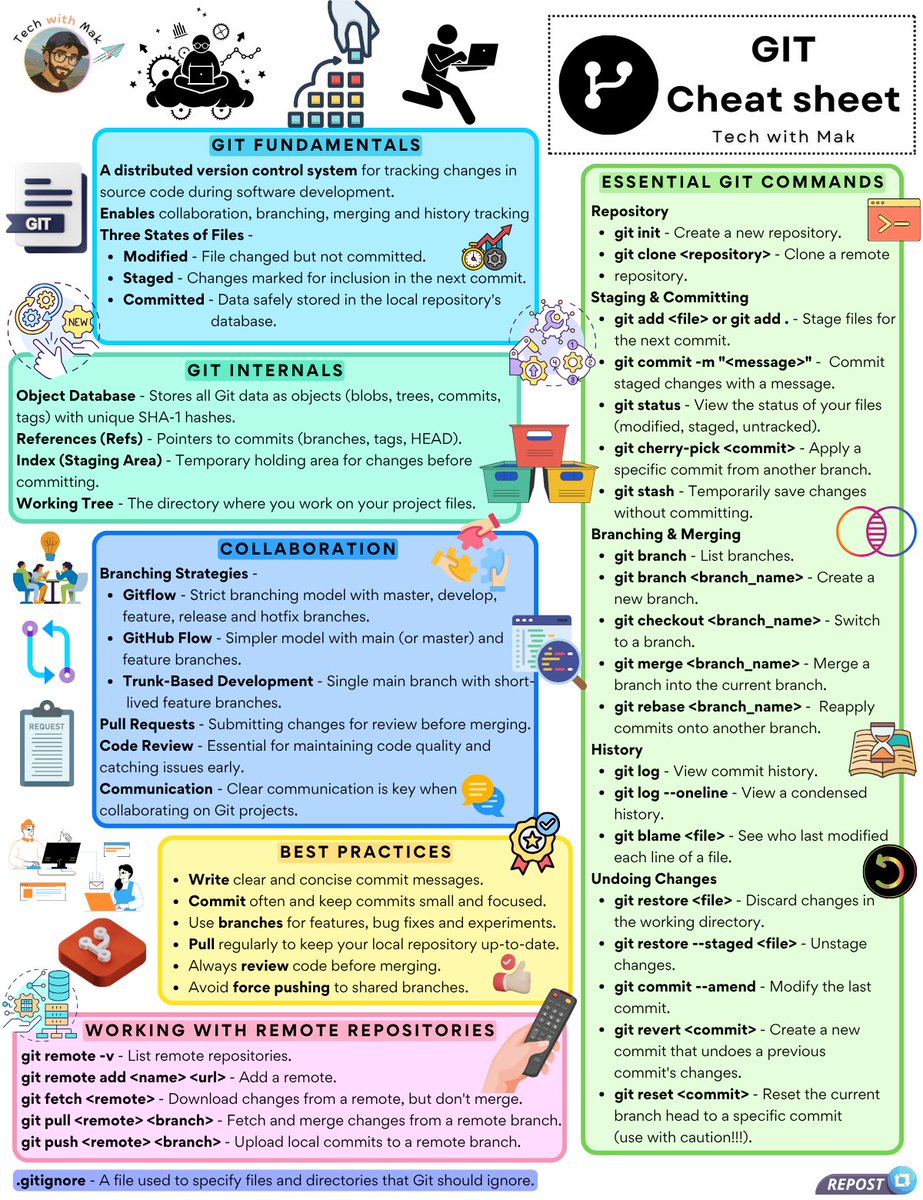 Tech with Mak
GIT
Cheat sheet
Tech with Mak
GIT FUNDAMENTALS
A distributed version control system for tracking changes in
source code during software development.
Enables collaboration, branching, merging and history tracking
Three States of Files -
• Modified - File changed but not committed.
• Staged - Changes marked for inclusion in the next commit.
• Committed - Data safely stored in the local repository's
database.
GIT
NEW
1
2
3
4
GIT INTERNALS
Object Database - Stores all Git data as objects (blobs, trees, commits,
tags) with unique SHA-1 hashes.
References (Refs) - Pointers to commits (branches, tags, HEAD).
Index (Staging Area) - Temporary holding area for changes before
committing.
Working Tree - The directory where you work on your project files.
COLLABORATION
Branching Strategies -
• Gitflow - Strict branching model with master, develop,
feature, release and hotfix branches.
• GitHub Flow - Simpler model with main (or master) and
feature branches.
• Trunk-Based Development - Single main branch with short-
lived feature branches.
Pull Requests - Submitting changes for review before merging.
Code Review - Essential for maintaining code quality and
catching issues early.
Communication - Clear communication is key when
collaborating on Git projects.
REQUEST
BEST PRACTICES
• Write clear and concise commit messages.
• Commit often and keep commits small and focused.
• Use branches for features, bug fixes and experiments.
• Pull regularly to keep your local repository up-to-date.
• Always review code before merging.
• Avoid force pushing to shared branches.
WORKING WITH REMOTE REPOSITORIES
git remote -v - List remote repositories.
git remote add <name> <url> - Add a remote.
git fetch <remote> - Download changes from a remote, but don't merge.
git pull <remote> <branch> - Fetch and merge changes from a remote branch.
git push <remote> <branch> - Upload local commits to a remote branch.
.gitignore - A file used to specify files and directories that Git should ignore.
ESSENTIAL GIT COMMANDS
Repository
• git init - Create a new repository.
• git clone <repository> - Clone a remote
• repository.
Staging & Committing
• git add <file> or git add . - Stage files for
the next commit.
• git commit -m "<message>" - Commit
staged changes with a message.
• git status - View the status of your files
(modified, staged, untracked).
• git cherry-pick <commit> - Apply a
specific commit from another branch.
• git stash - Temporarily save changes
without committing.
Branching & Merging
• git branch - List branches.
• git branch <branch_name> - Create a
new branch.
• git checkout <branch_name> - Switch
to a branch.
• git merge <branch_name> - Merge a
branch into the current branch.
• git rebase <branch_name> - Reapply
commits onto another branch.
History
• git log - View commit history.
• git log --oneline - View a condensed
history.
• git blame <file> - See who last modified
each line of a file.
Undoing Changes
• git restore <file> - Discard changes in
the working directory.
• git restore --staged <file> - Unstage
changes.
• git commit --amend - Modify the last
commit.
• git revert <commit> - Create a new
commit that undoes a previous
commit's changes.
• git reset <commit> - Reset the current
branch head to a specific commit
(use with caution!!!).
REPOST